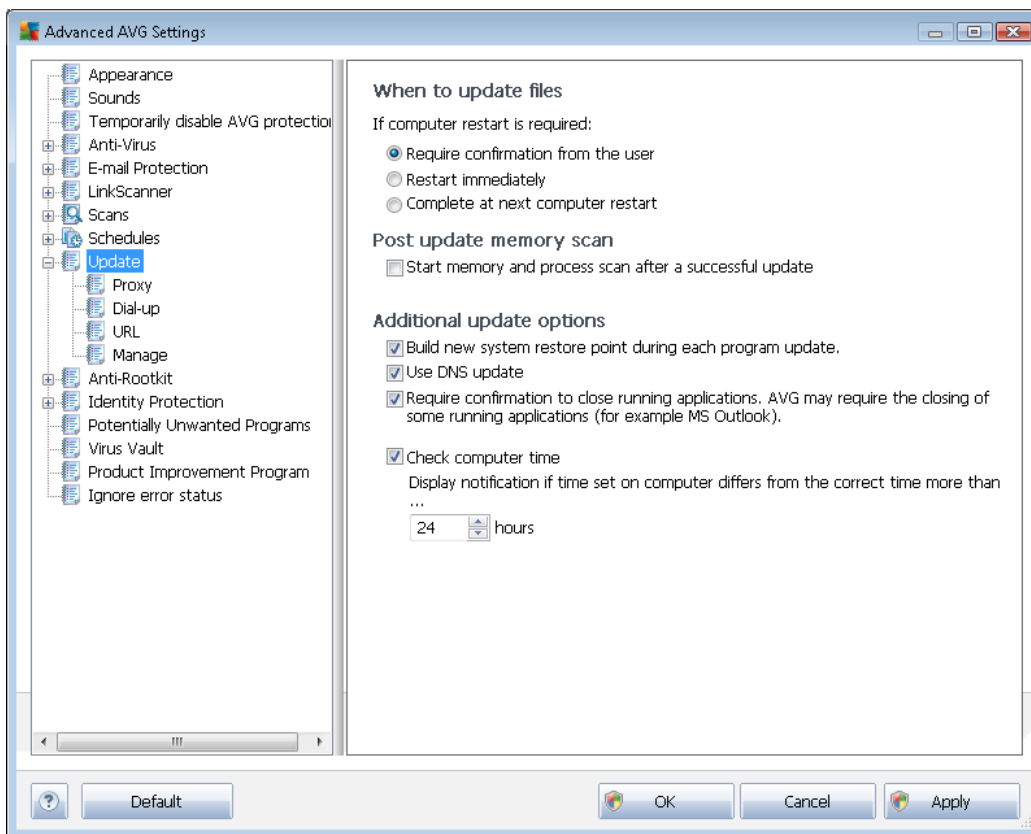 Advanced AVG Settings
Appearance
Sounds
Temporarily disable AVG protection
Anti-Virus
E-mail Protection
LinkScanner
Scans
Schedules
Update
Proxy
Dial-up
URL
Manage
Anti-Rootkit
Identity Protection
Potentially Unwanted Programs
Virus Vault
Product Improvement Program
Ignore error status
When to update files
If computer restart is required:
Require confirmation from the user
Restart immediately
Complete at next computer restart
Post update memory scan
Start memory and process scan after a successful update
Additional update options
Build new system restore point during each program update.
Use DNS update
Require confirmation to close running applications. AVG may require the closing of
some running applications (for example MS Outlook).
Check computer time
Display notification if time set on computer differs from the correct time more than
...
24 hours
?
Default
OK
Cancel
Apply